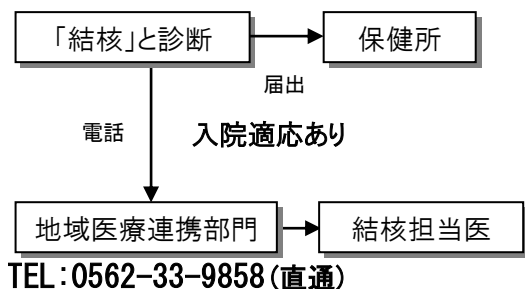 「結核」と診断
保健所
届出
電話
入院適応あり
地域医療連携部門
結核担当医
TEL：0562-33-9858（直通）